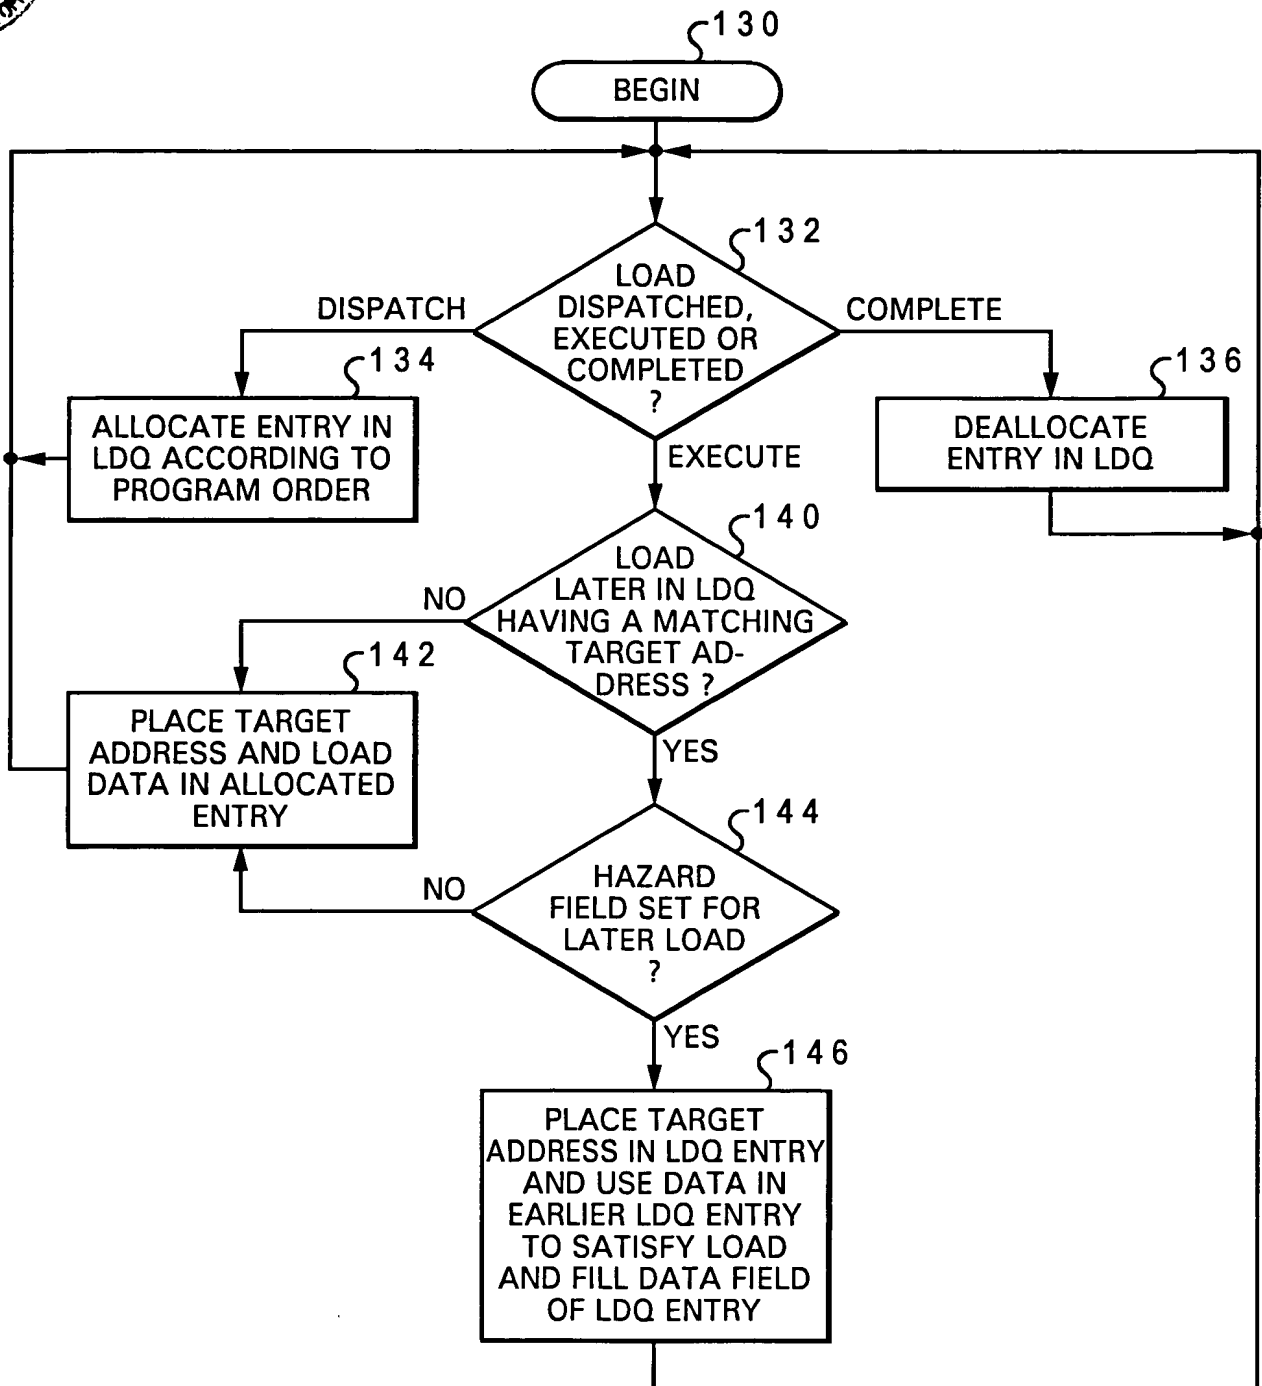 130
BEGIN
132
LOAD
DISPATCHED,
EXECUTED OR
COMPLETED
?
DISPATCH
COMPLETE
134
ALLOCATE ENTRY IN
LDQ ACCORDING TO
PROGRAM ORDER
136
DEALLOCATE
ENTRY IN LDQ
EXECUTE
140
LOAD
LATER IN LDQ
HAVING A MATCHING
TARGET AD-
DRESS ?
NO
142
PLACE TARGET
ADDRESS AND LOAD
DATA IN ALLOCATED
ENTRY
YES
144
HAZARD
FIELD SET FOR
LATER LOAD
?
NO
YES
146
PLACE TARGET
ADDRESS IN LDQ ENTRY
AND USE DATA IN
EARLIER LDQ ENTRY
TO SATISFY LOAD
AND FILL DATA FIELD
OF LDQ ENTRY